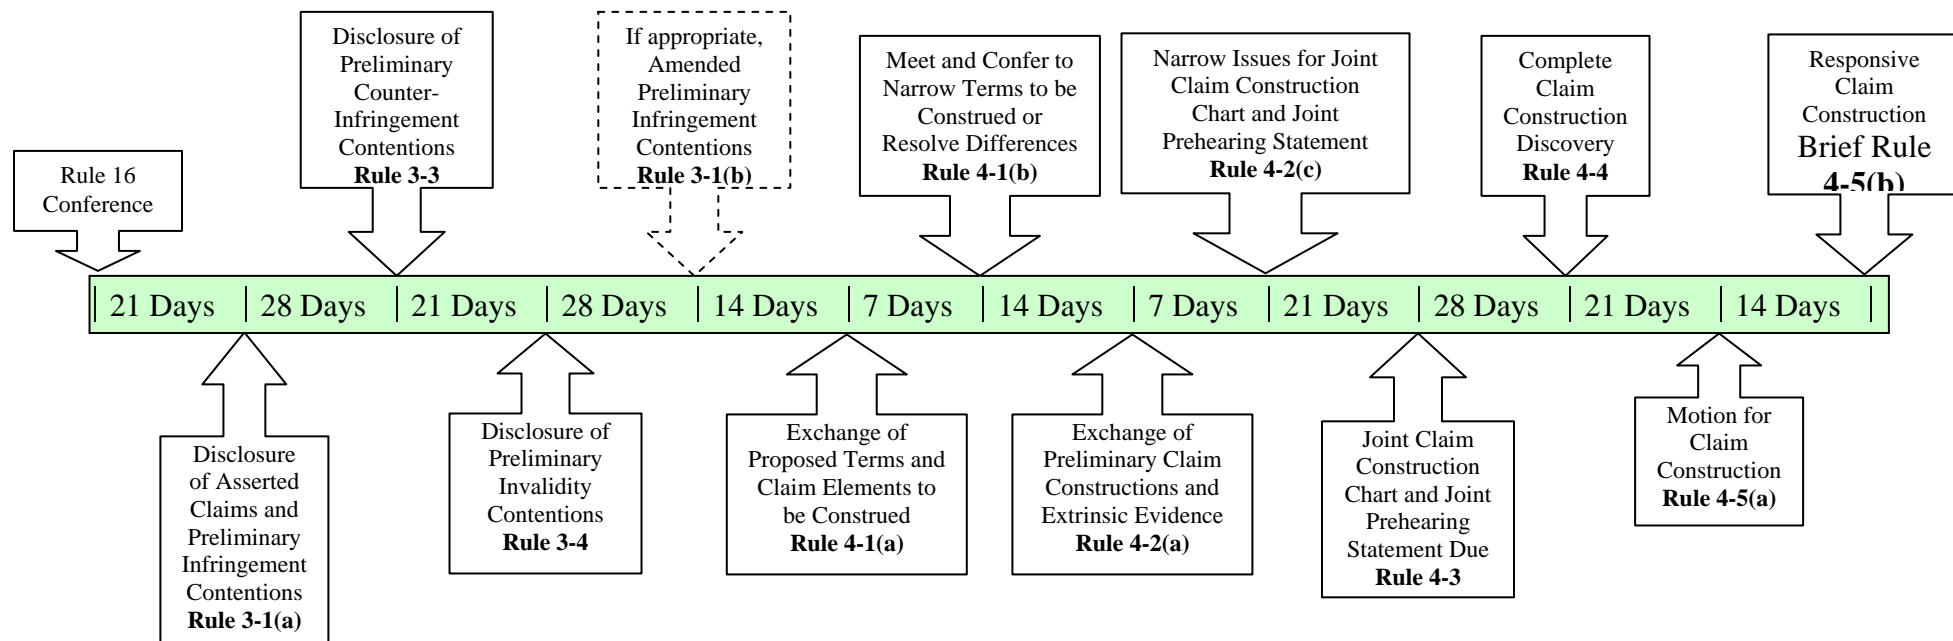 Rule 16
Conference
Disclosure of
Preliminary
Counter-
Infringement
Contentions
Rule 3-3
If appropriate,
Amended
Preliminary
Infringement
Contentions
Rule 3-1(b)
Meet and Confer to
Narrow Terms to be
Construed or
Resolve Differences
Rule 4-1(b)
Narrow Issues for Joint
Claim Construction
Chart and Joint
Prehearing Statement
Rule 4-2(c)
Complete
Claim
Construction
Discovery
Rule 4-4
Responsive
Claim
Construction
Brief Rule
4-5(b)
21 Days 28 Days 21 Days 28 Days 14 Days 7 Days 14 Days 7 Days 21 Days 28 Days 21 Days 14 Days
Disclosure
of Asserted
Claims and
Preliminary
Infringement
Contentions
Rule 3-1(a)
Disclosure of
Preliminary
Invalidity
Contentions
Rule 3-4
Exchange of
Proposed Terms and
Claim Elements to
be Construed
Rule 4-1(a)
Exchange of
Preliminary Claim
Constructions and
Extrinsic Evidence
Rule 4-2(a)
Joint Claim
Construction
Chart and Joint
Prehearing
Statement Due
Rule 4-3
Motion for
Claim
Construction
Rule 4-5(a)